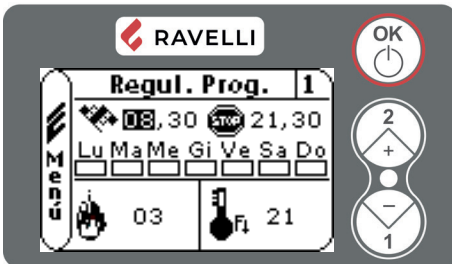 RAVELLI
OK
Regul. Prog. 1
08,30 STOP 21,30
Lu Ma Me Gi Ve Sa Do
Menú
03
21
2
+
−
1